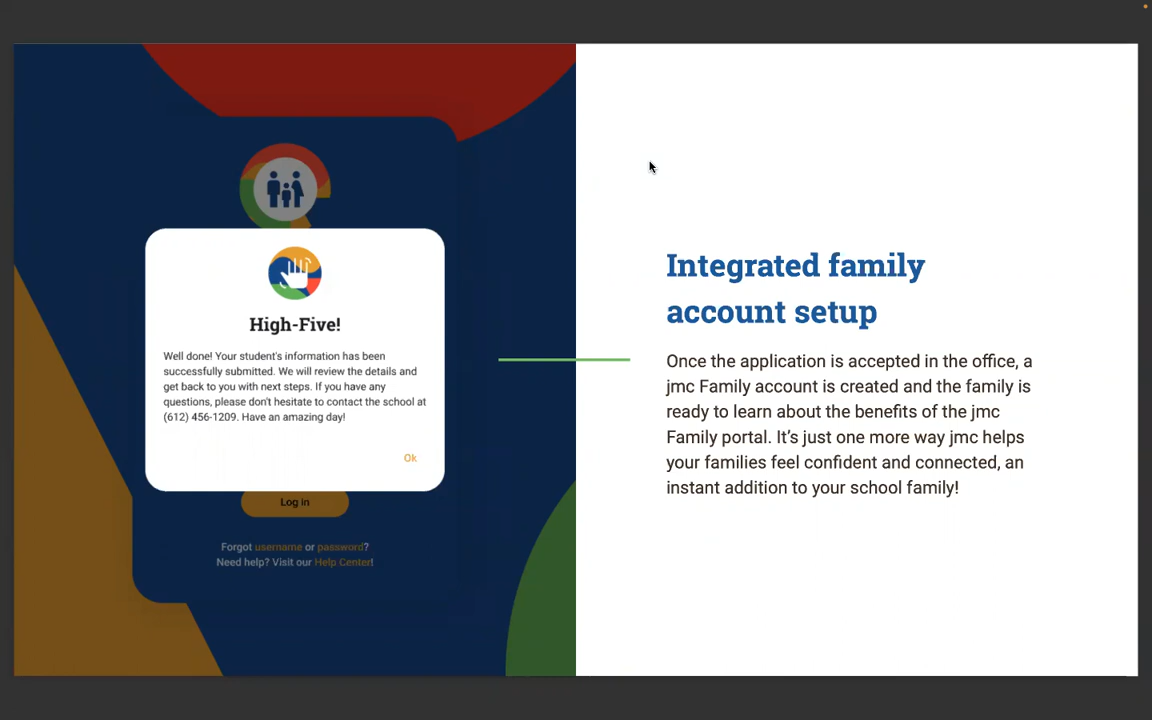 High-Five!
Well done! Your student's information has been
successfully submitted. We will review the details and
get back to you with next steps. If you have any
questions, please don't hesitate to contact the school at
(612) 456-1209. Have an amazing day!
Ok
Log in
Forgot username or password?
Need help? Visit our Help Center!
Integrated family
account setup
Once the application is accepted in the office, a
jmc Family account is created and the family is
ready to learn about the benefits of the jmc
Family portal. It’s just one more way jmc helps
your families feel confident and connected, an
instant addition to your school family!